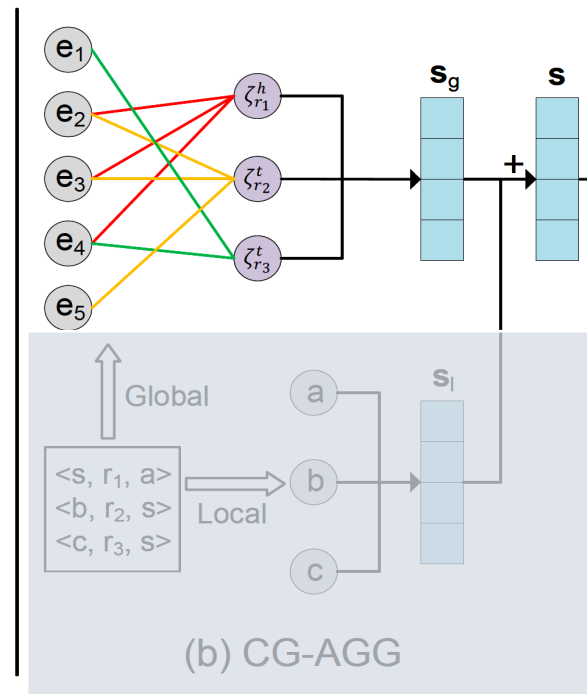 e1
e2
e3
e4
e5
ζ^h_{r1}
ζ^t_{r2}
ζ^t_{r3}
s_g
+
s
Global
<s, r1, a>
<b, r2, s>
<c, r3, s>
Local
a
b
c
s_l
(b) CG-AGG